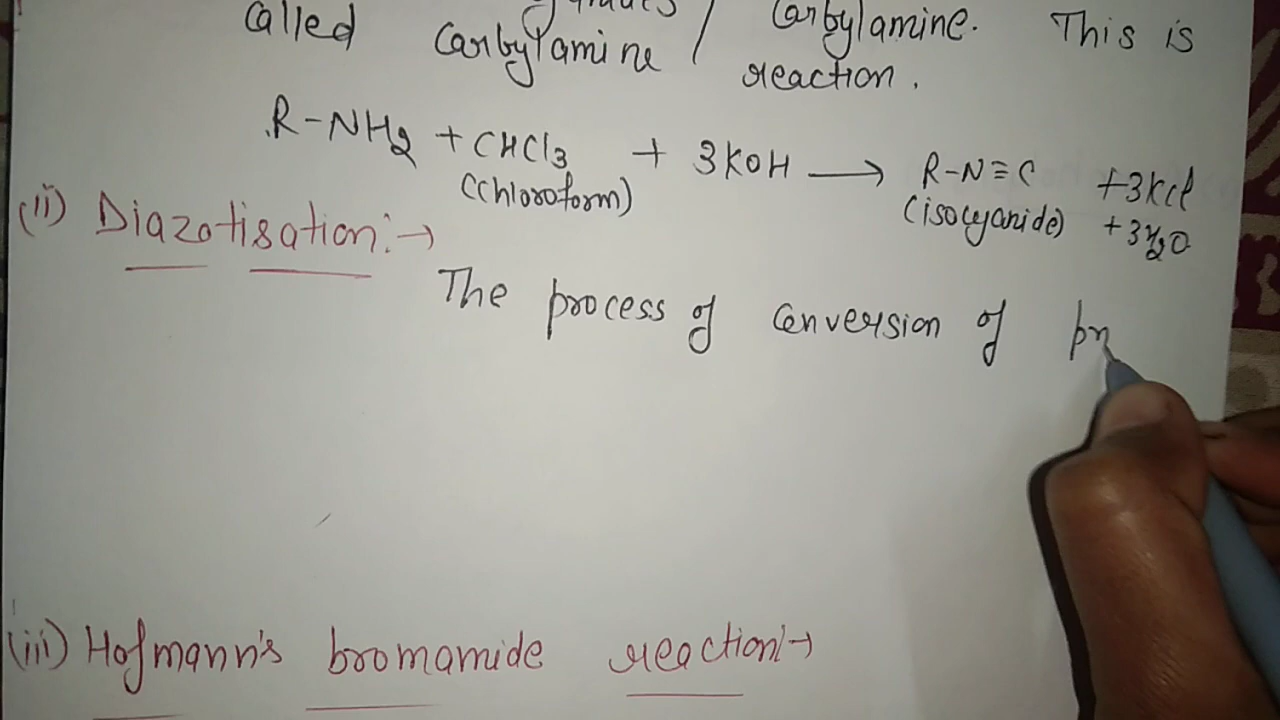 called carbylamine / carbylamine. This is
reaction.
R-NH2 + CHCl3 + 3KOH → R-N≡C +3KCl
(chloroform) (isocyanide) +3H2O
(ii) Diazotisation:→
The process of conversion of pr
(iii) Hofmann's bromamide reaction:→